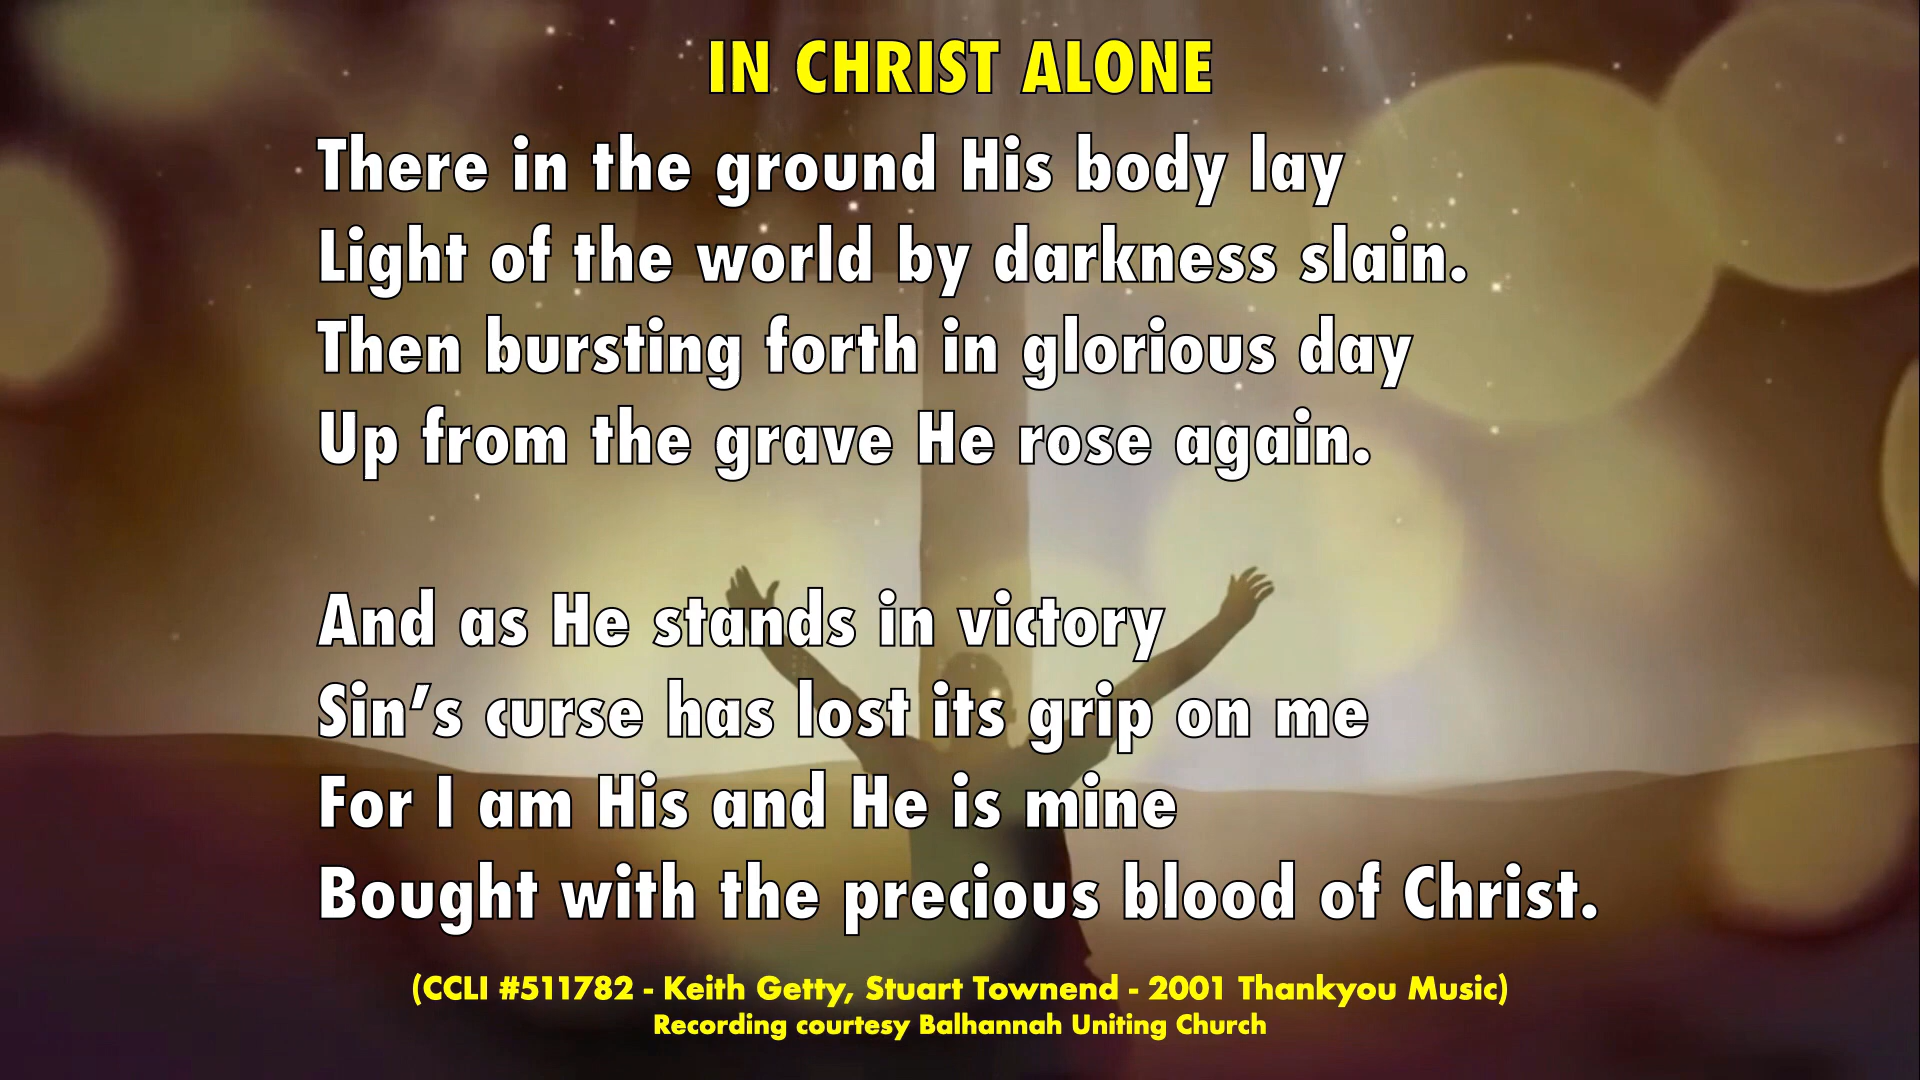 IN CHRIST ALONE
There in the ground His body lay
Light of the world by darkness slain.
Then bursting forth in glorious day
Up from the grave He rose again.
And as He stands in victory
Sin’s curse has lost its grip on me
For I am His and He is mine
Bought with the precious blood of Christ.
(CCLI #511782 - Keith Getty, Stuart Townend - 2001 Thankyou Music)
Recording courtesy Balhannah Uniting Church